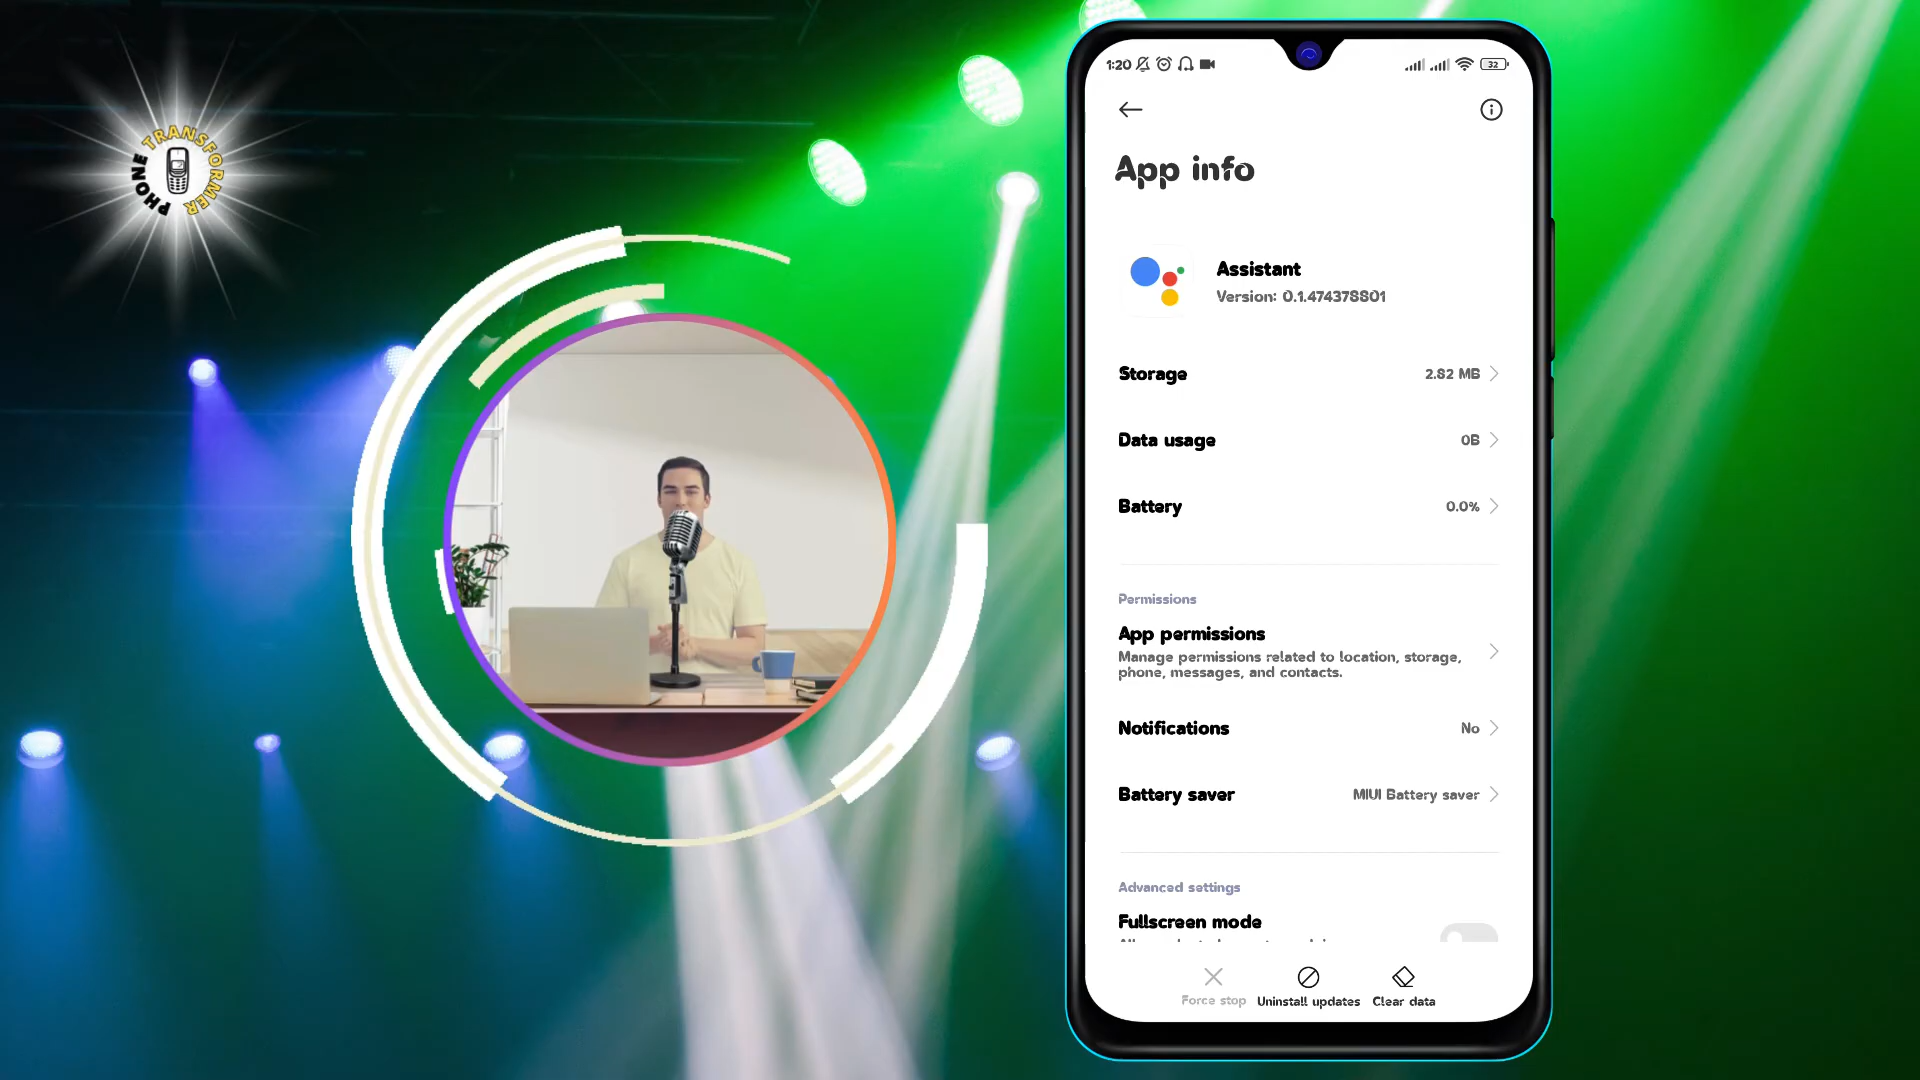 PHONE TRANSFORMER
1:20
32
App info
Assistant
Version: 0.1.474378801
Storage
2.82 MB
Data usage
0B
Battery
0.0%
Permissions
App permissions
Manage permissions related to location, storage,
phone, messages, and contacts.
Notifications
No
Battery saver
MIUI Battery saver
Advanced settings
Fullscreen mode
Force stop
Uninstall updates
Clear data